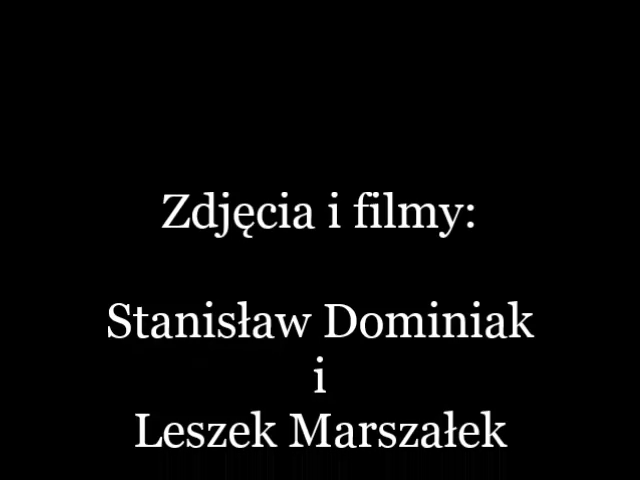 Zdjęcia i filmy:
Stanisław Dominiak
i
Leszek Marszałek